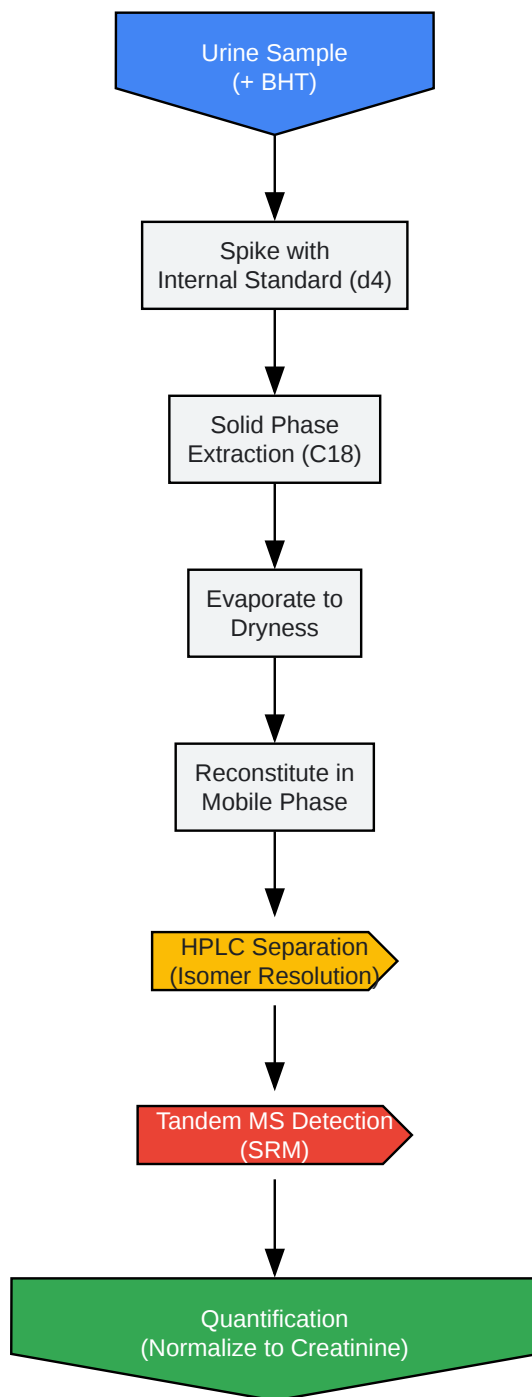 Urine Sample
(+ BHT)
Spike with
Internal Standard (d4)
Solid Phase
Extraction (C18)
Evaporate to
Dryness
Reconstitute in
Mobile Phase
HPLC Separation
(Isomer Resolution)
Tandem MS Detection
(SRM)
Quantification
(Normalize to Creatinine)